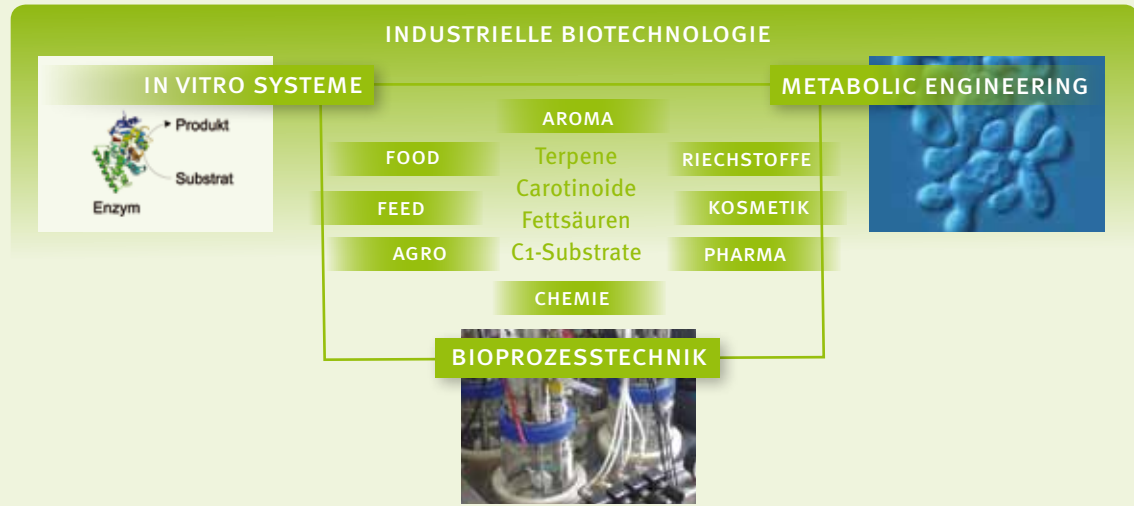 INDUSTRIELLE BIOTECHNOLOGIE
IN VITRO SYSTEME
METABOLIC ENGINEERING
Produkt
Substrat
Enzym
AROMA
FOOD
Terpene
RIECHSTOFFE
Carotinoide
FEED
KOSMETIK
Fettsäuren
AGRO
C1-Substrate
PHARMA
CHEMIE
BIOPROZESSTECHNIK